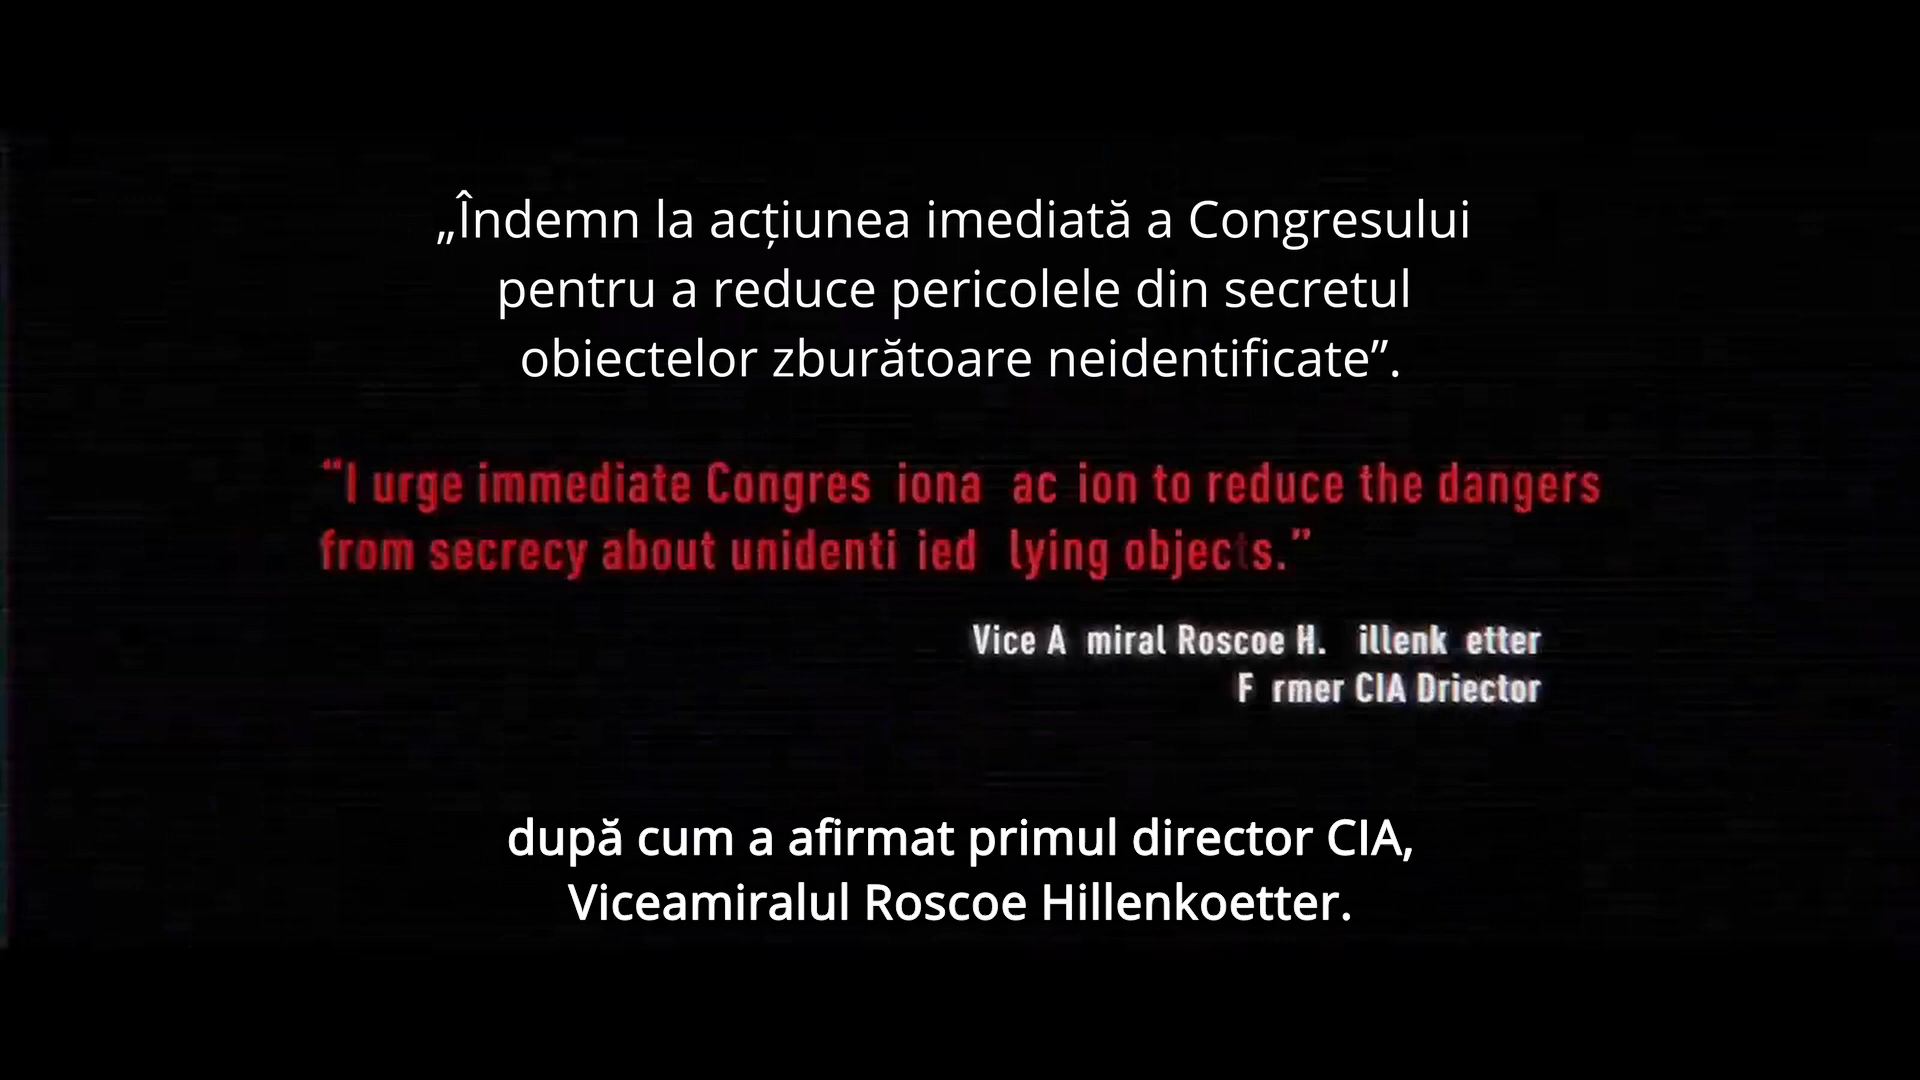 „Îndemn la acțiunea imediată a Congresului
pentru a reduce pericolele din secretul
obiectelor zburătoare neidentificate”.
“I urge immediate Congres iona ac ion to reduce the dangers
from secrecy about unidenti ied lying objects.”
Vice A miral Roscoe H. illenk etter
F rmer CIA Driector
după cum a afirmat primul director CIA,
Viceamiralul Roscoe Hillenkoetter.